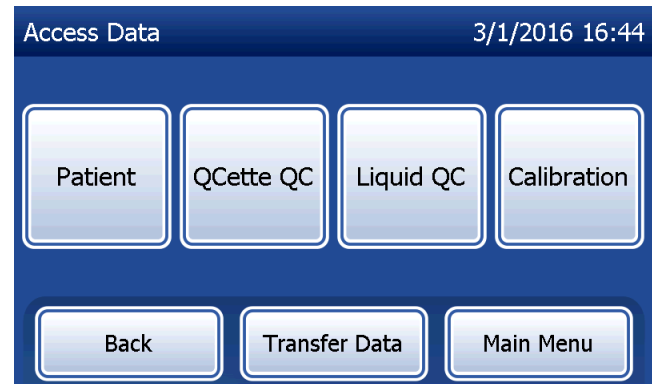 Access Data 3/1/2016 16:44
Patient QCette QC Liquid QC Calibration
Back Transfer Data Main Menu